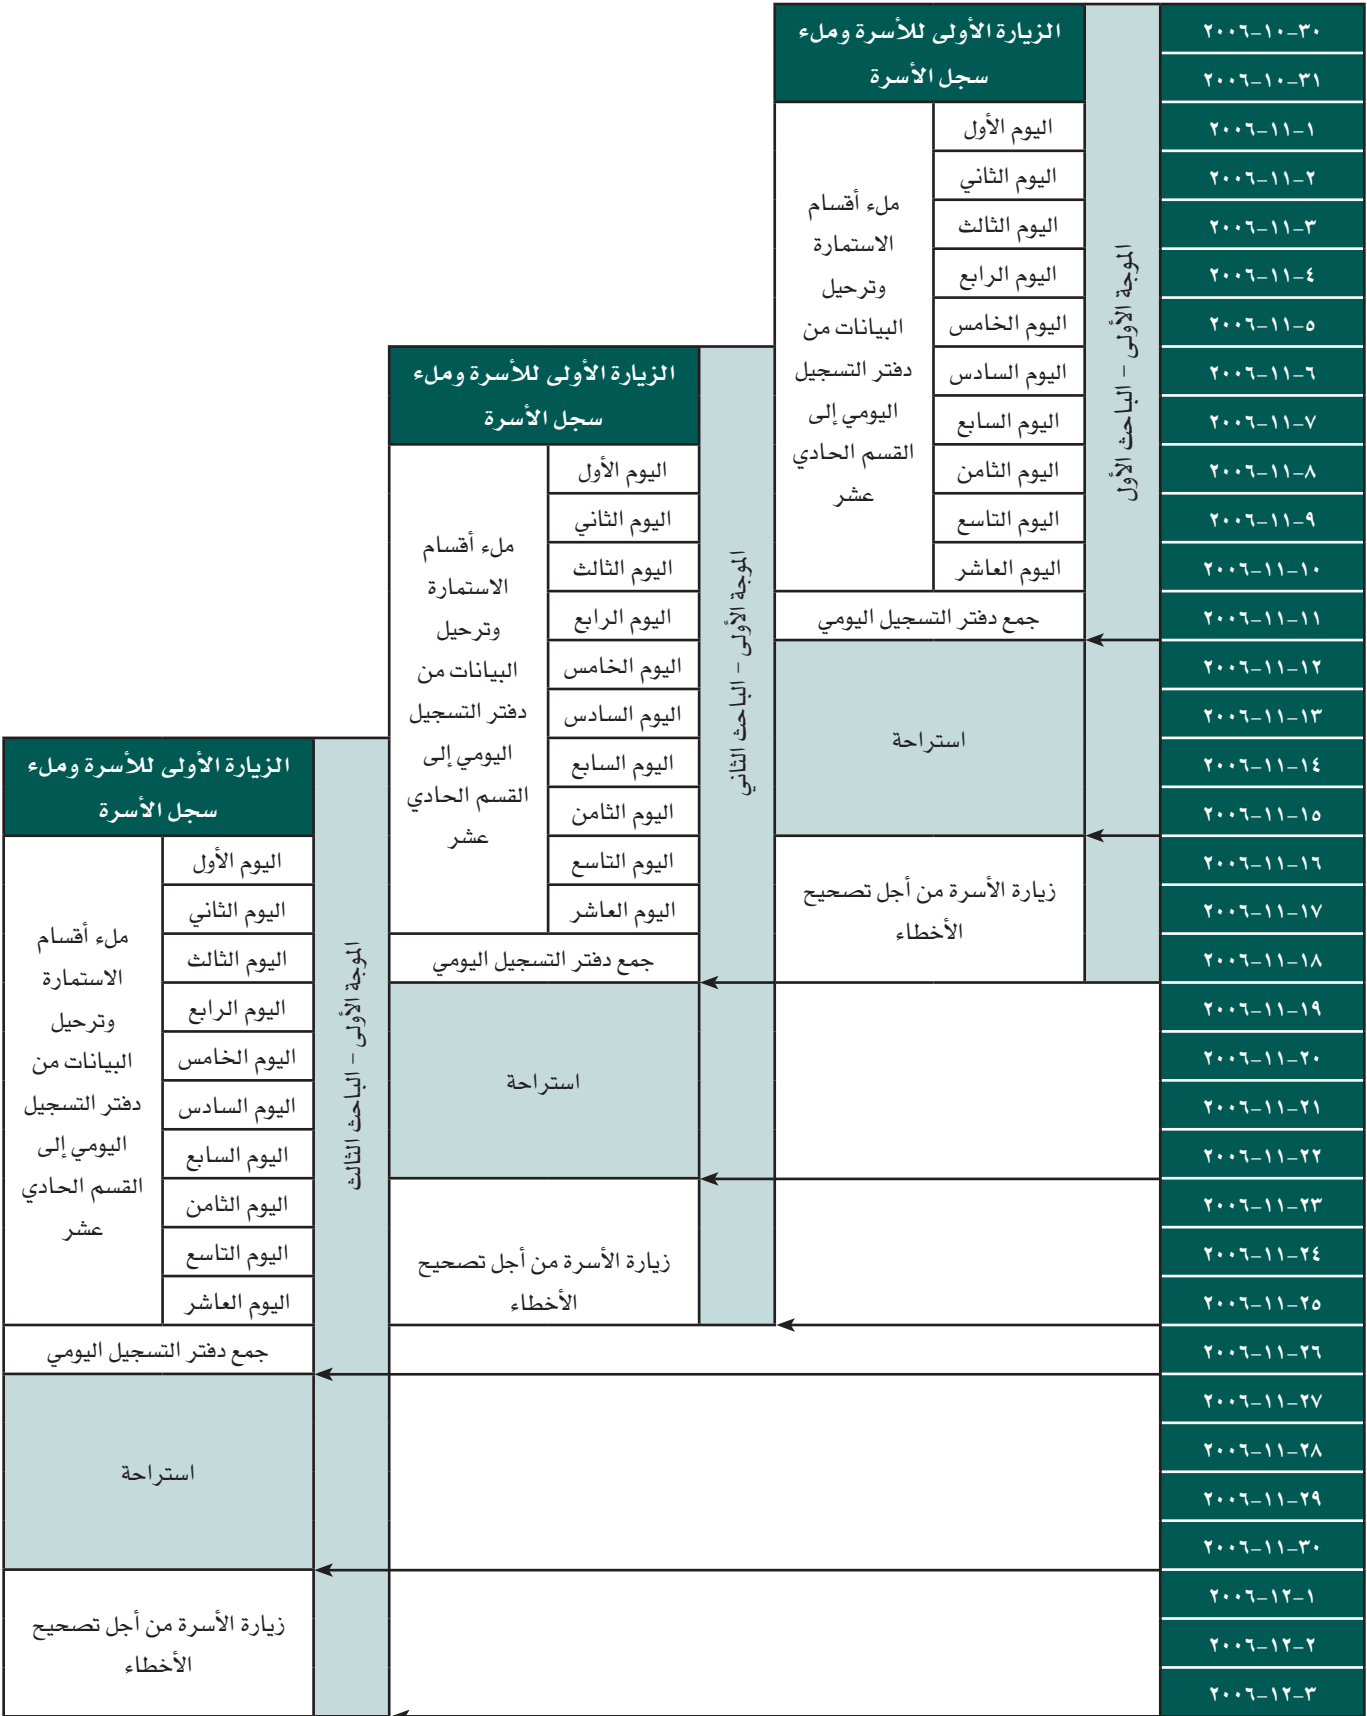 ٢٠٠٦-١٠-٣٠
٢٠٠٦-١٠-٣١
٢٠٠٦-١١-١
٢٠٠٦-١١-٢
٢٠٠٦-١١-٣
٢٠٠٦-١١-٤
٢٠٠٦-١١-٥
٢٠٠٦-١١-٦
٢٠٠٦-١١-٧
٢٠٠٦-١١-٨
٢٠٠٦-١١-٩
٢٠٠٦-١١-١٠
٢٠٠٦-١١-١١
٢٠٠٦-١١-١٢
٢٠٠٦-١١-١٣
٢٠٠٦-١١-١٤
٢٠٠٦-١١-١٥
٢٠٠٦-١١-١٦
٢٠٠٦-١١-١٧
٢٠٠٦-١١-١٨
٢٠٠٦-١١-١٩
٢٠٠٦-١١-٢٠
٢٠٠٦-١١-٢١
٢٠٠٦-١١-٢٢
٢٠٠٦-١١-٢٣
٢٠٠٦-١١-٢٤
٢٠٠٦-١١-٢٥
٢٠٠٦-١١-٢٦
٢٠٠٦-١١-٢٧
٢٠٠٦-١١-٢٨
٢٠٠٦-١١-٢٩
٢٠٠٦-١١-٣٠
٢٠٠٦-١٢-١
٢٠٠٦-١٢-٢
٢٠٠٦-١٢-٣
الموجة الأولى - الباحث الأول
الزيارة الأولى للأسرة وملء
سجل الأسرة
اليوم الأول
اليوم الثاني
اليوم الثالث
اليوم الرابع
اليوم الخامس
اليوم السادس
اليوم السابع
اليوم الثامن
اليوم التاسع
اليوم العاشر
ملء أقسام
الاستمارة
وترحيل
البيانات من
دفتر التسجيل
اليومي إلى
القسم الحادي
عشر
جمع دفتر التسجيل اليومي
استراحة
زيارة الأسرة من أجل تصحيح
الأخطاء
الموجة الأولى - الباحث الثاني
الزيارة الأولى للأسرة وملء
سجل الأسرة
اليوم الأول
اليوم الثاني
اليوم الثالث
اليوم الرابع
اليوم الخامس
اليوم السادس
اليوم السابع
اليوم الثامن
اليوم التاسع
اليوم العاشر
ملء أقسام
الاستمارة
وترحيل
البيانات من
دفتر التسجيل
اليومي إلى
القسم الحادي
عشر
جمع دفتر التسجيل اليومي
استراحة
زيارة الأسرة من أجل تصحيح
الأخطاء
الموجة الأولى - الباحث الثالث
الزيارة الأولى للأسرة وملء
سجل الأسرة
اليوم الأول
اليوم الثاني
اليوم الثالث
اليوم الرابع
اليوم الخامس
اليوم السادس
اليوم السابع
اليوم الثامن
اليوم التاسع
اليوم العاشر
ملء أقسام
الاستمارة
وترحيل
البيانات من
دفتر التسجيل
اليومي إلى
القسم الحادي
عشر
جمع دفتر التسجيل اليومي
استراحة
زيارة الأسرة من أجل تصحيح
الأخطاء